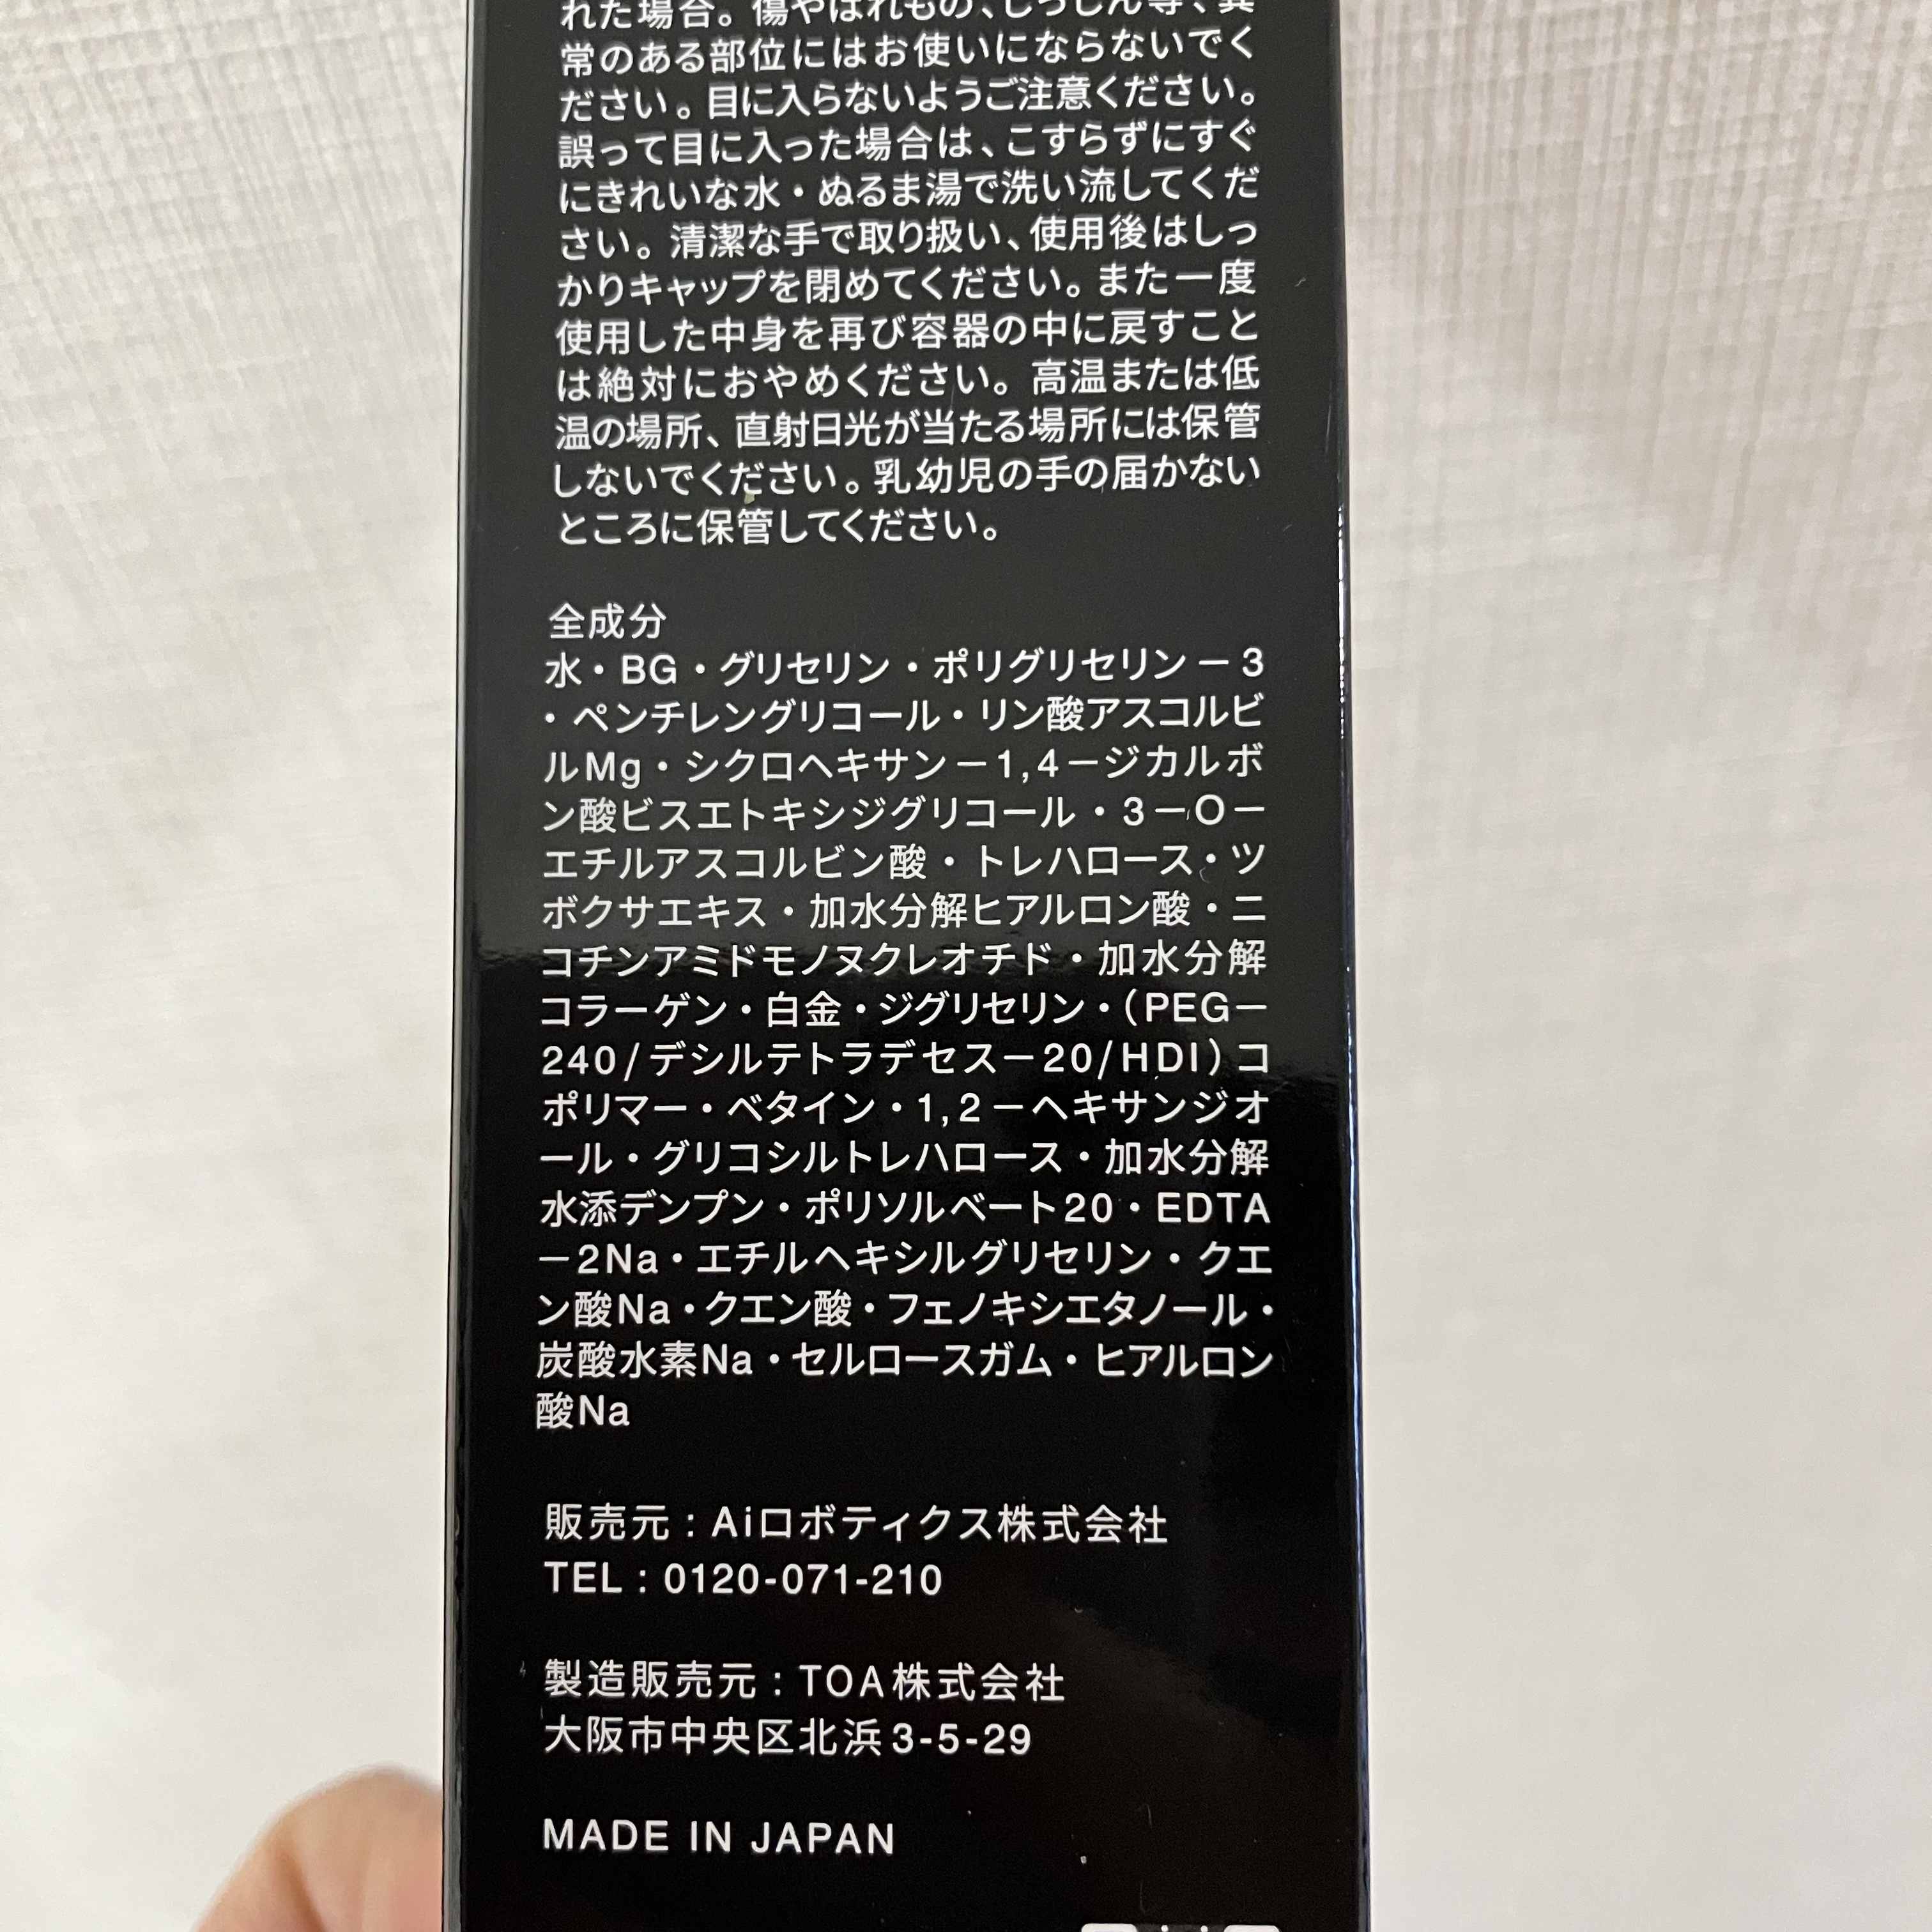 れた場合。傷やはれもの、しっしん等、異
常のある部位にはお使いにならないでく
ださい。目に入らないようご注意ください。
誤って目に入った場合は、こすらずにすぐ
にきれいな水・ぬるま湯で洗い流してくだ
さい。清潔な手で取り扱い、使用後はしっ
かりキャップを閉めてください。また一度
使用した中身を再び容器の中に戻すこと
は絶対におやめください。高温または低
温の場所、直射日光が当たる場所には保管
しないでください。乳幼児の手の届かない
ところに保管してください。
全成分
水・BG・グリセリン・ポリグリセリン－3
・ペンチレングリコール・リン酸アスコルビ
ルMg・シクロヘキサン－1,4－ジカルボ
ン酸ビスエトキシジグリコール・3－O－
エチルアスコルビン酸・トレハロース・ツ
ボクサエキス・加水分解ヒアルロン酸・ニ
コチンアミドモノヌクレオチド・加水分解
コラーゲン・白金・ジグリセリン・（PEG－
240/デシルテトラデセス－20/HDI）コ
ポリマー・ベタイン・1,2－ヘキサンジオ
ール・グリコシルトレハロース・加水分解
水添デンプン・ポリソルベート20・EDTA
－2Na・エチルヘキシルグリセリン・クエ
ン酸Na・クエン酸・フェノキシエタノール・
炭酸水素Na・セルロースガム・ヒアルロン
酸Na
販売元：Aiロボティクス株式会社
TEL：0120-071-210
製造販売元：TOA株式会社
大阪市中央区北浜3-5-29
MADE IN JAPAN